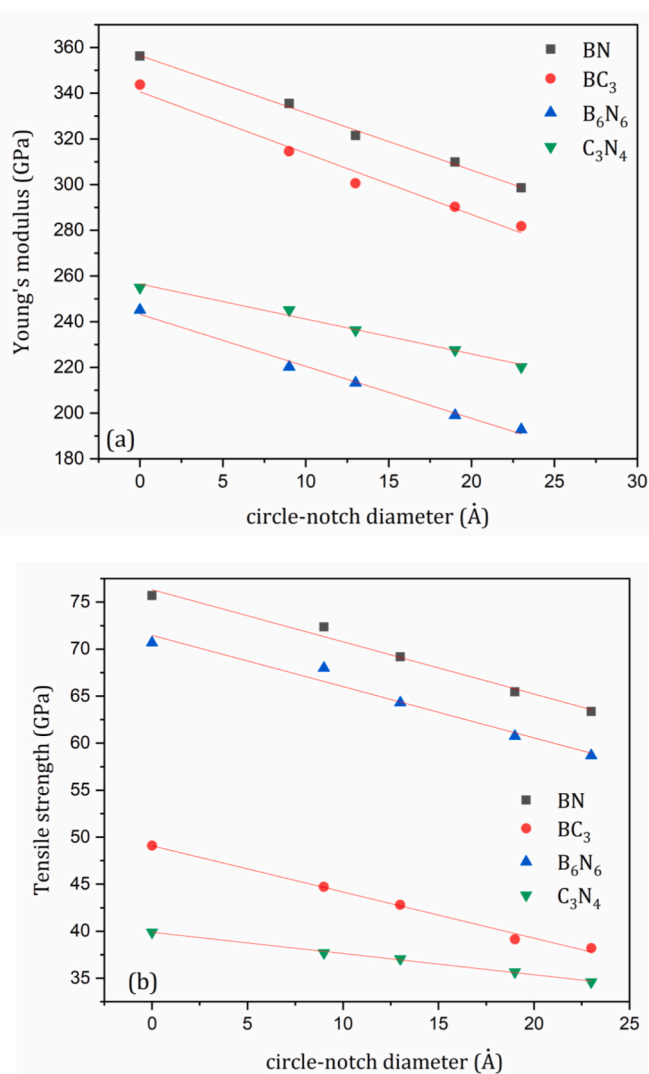 360
340
320
300
280
260
240
220
200
180
Young's modulus (GPa)
BN
BC₃
B₆N₆
C₃N₄
(a)
0 5 10 15 20 25 30
circle-notch diameter (Å)
75
70
65
60
55
50
45
40
35
Tensile strength (GPa)
BN
BC₃
B₆N₆
C₃N₄
(b)
0 5 10 15 20 25
circle-notch diameter (Å)